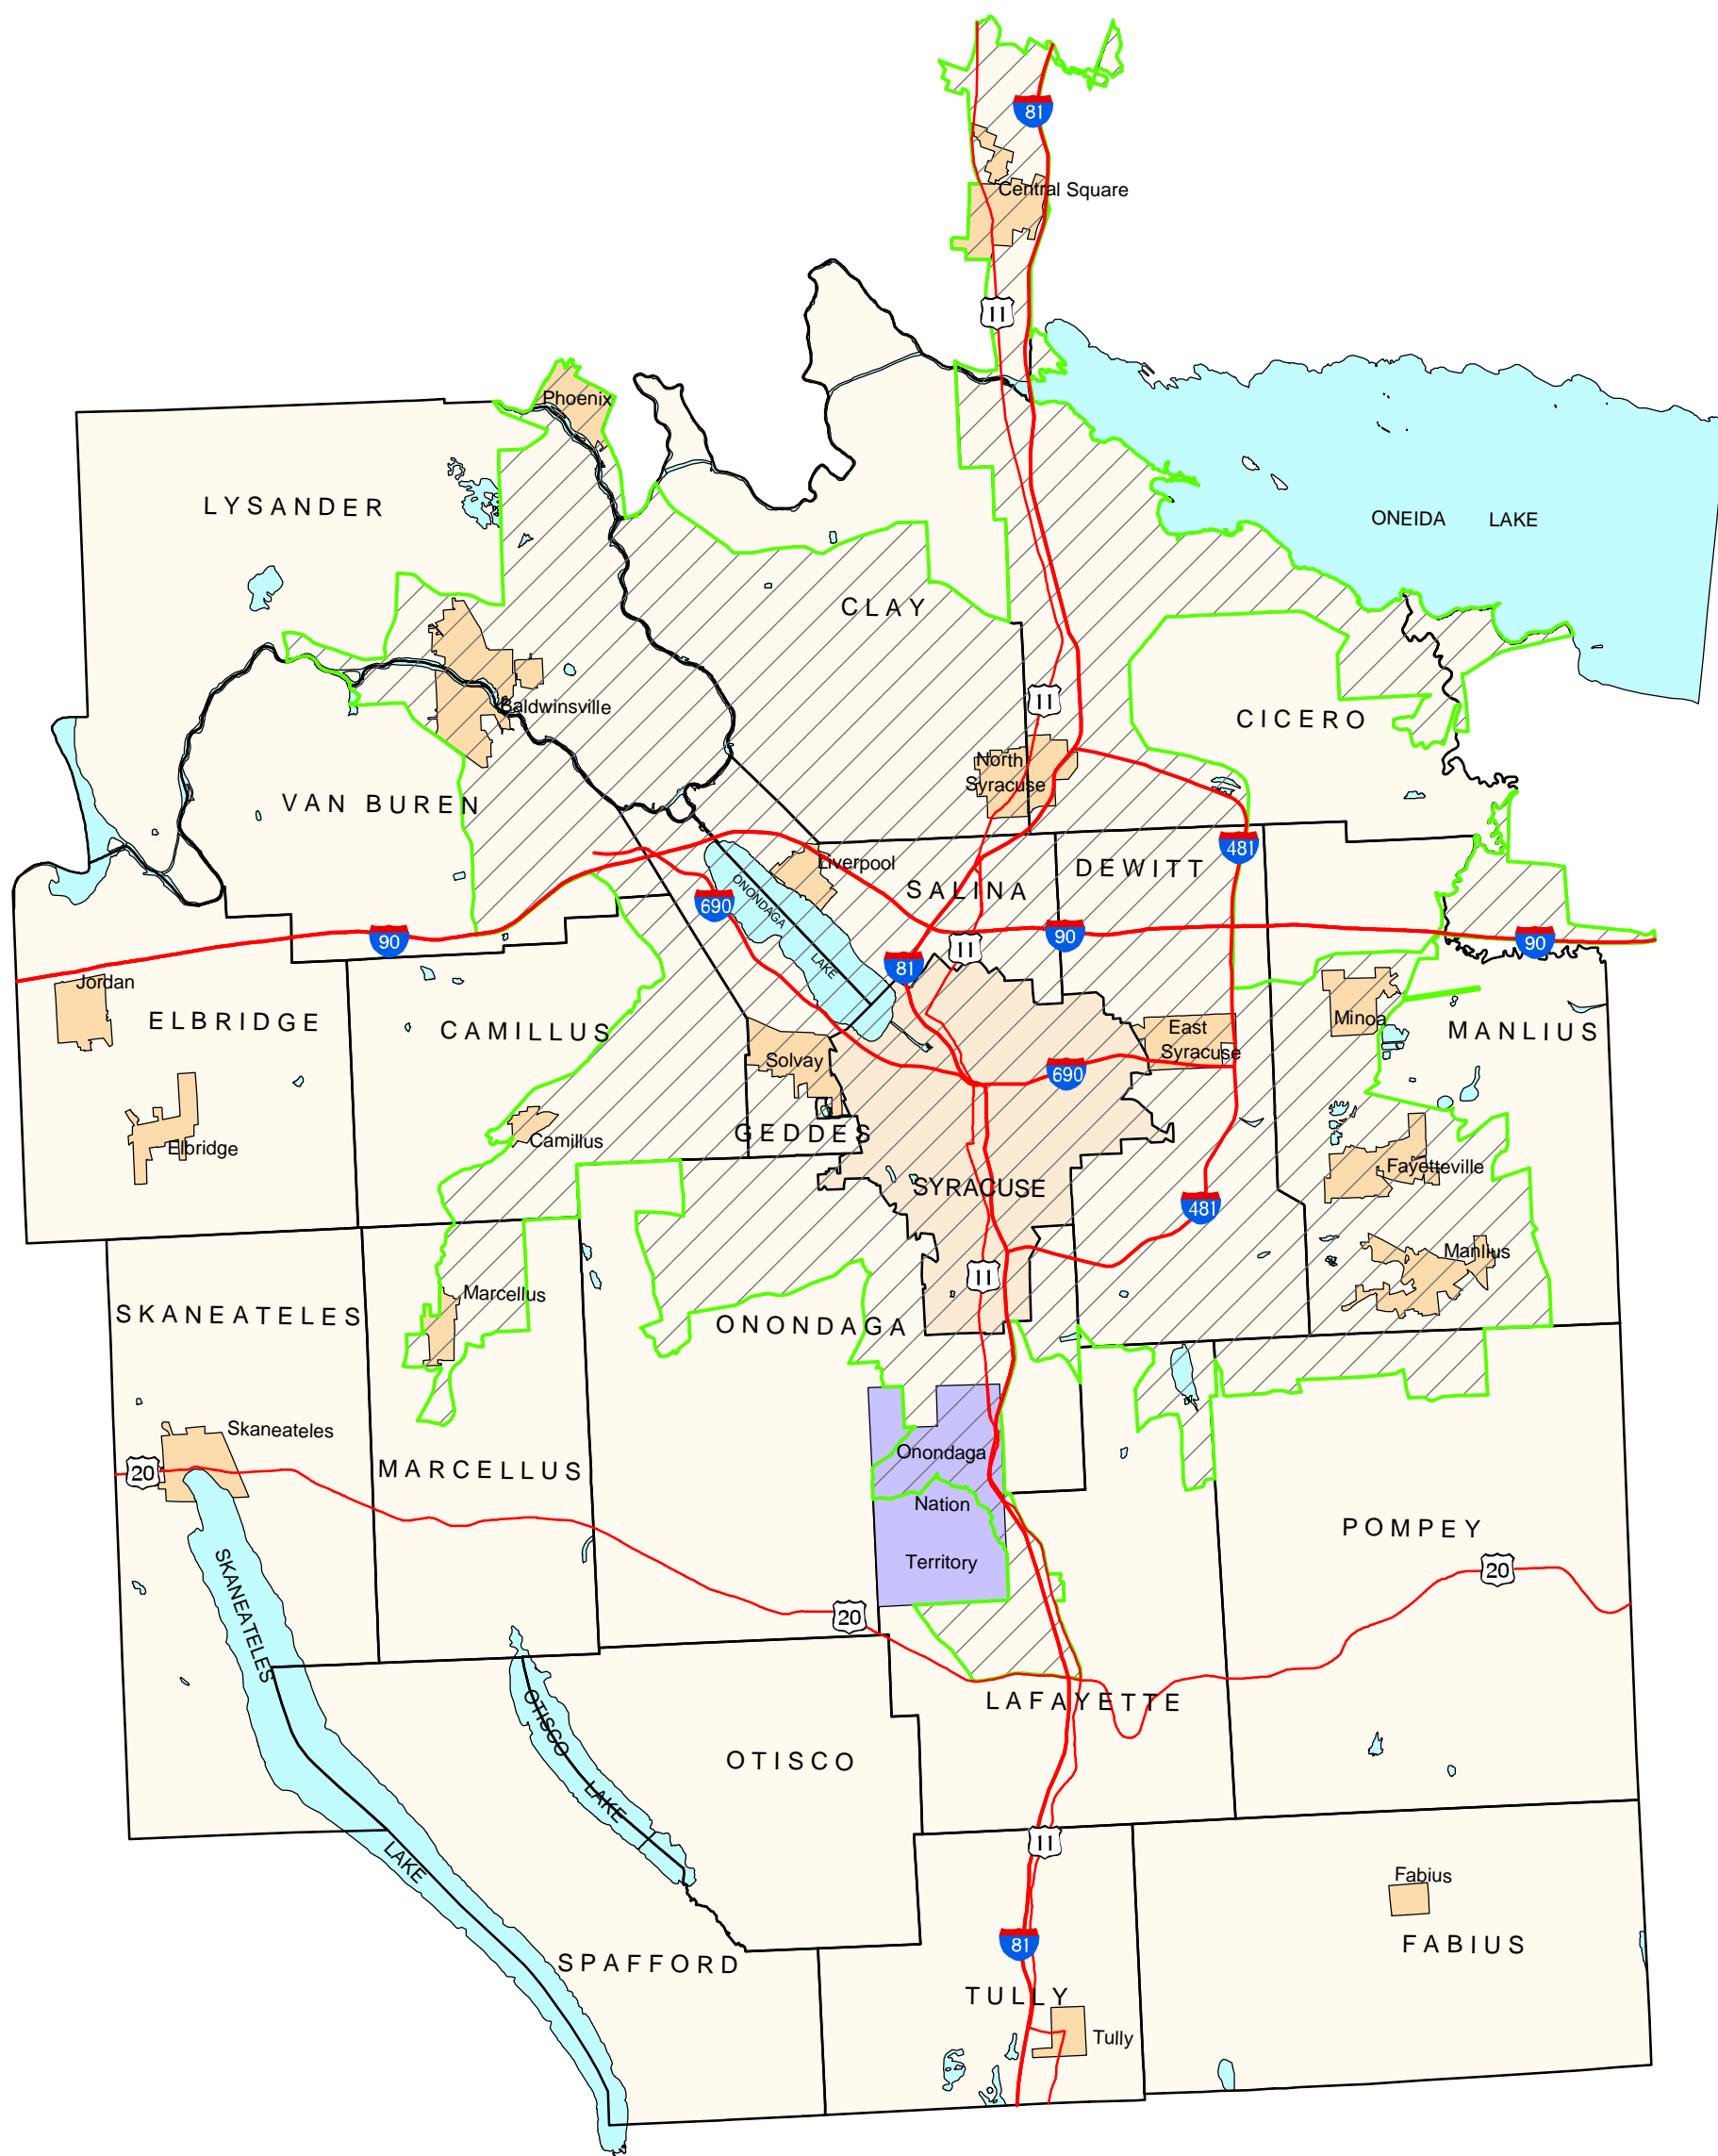 81
Central Square
11
Phoenix
LYSANDER
ONEIDA LAKE
CLAY
11
Baldwinsville
CICERO
North
Syracuse
VAN BUREN
481
Liverpool
DEWITT
SALINA
ONONDAGA
LAKE
690
90
11
90
90
81
Jordan
ELBRIDGE
CAMILLUS
Minoa
MANLIUS
East
Syracuse
Solvay
690
Camillus
GEDDES
Elbridge
Fayetteville
SYRACUSE
481
Manlius
11
Marcellus
SKANEATELES
ONONDAGA
Skaneateles
Onondaga
Nation
Territory
20
MARCELLUS
POMPEY
20
20
SKANEATELES
LAKE
LAFAYETTE
OTISCO
LAKE
OTISCO
11
Fabius
FABIUS
81
SPAFFORD
TULLY
Tully